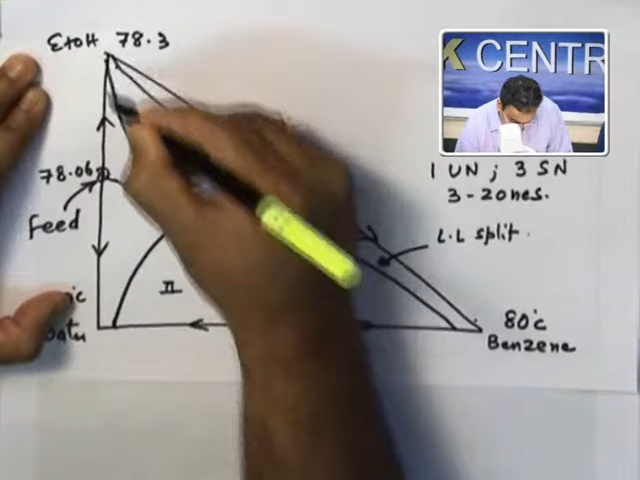 EtOH 78.3
K CENTR
78.06
1 UN ; 3 SN
3-zones.
feed
L.L split.
II
80°C
Benzene